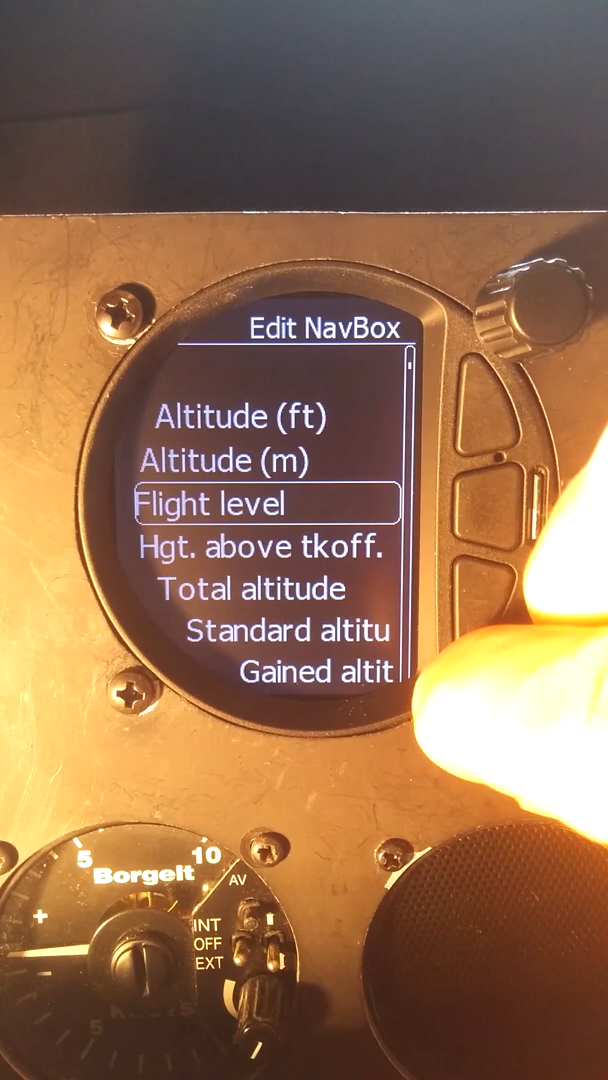 Edit NavBox
Altitude (ft)
Altitude (m)
Flight level
Hgt. above tkoff.
Total altitude
Standard altitu
Gained altit
5 10
Borgelt
AV
INT
OFF
EXT
+
-
5